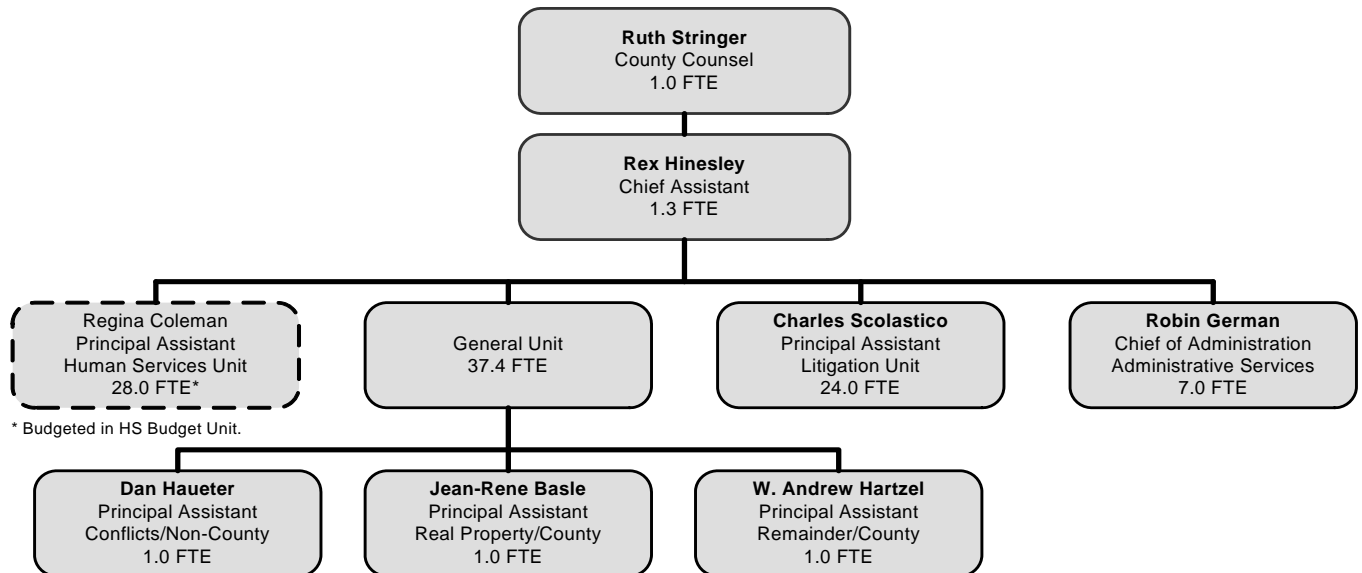 Ruth Stringer
County Counsel
1.0 FTE
Rex Hinesley
Chief Assistant
1.3 FTE
Regina Coleman
Principal Assistant
Human Services Unit
28.0 FTE*
General Unit
37.4 FTE
Charles Scolastico
Principal Assistant
Litigation Unit
24.0 FTE
Robin German
Chief of Administration
Administrative Services
7.0 FTE
* Budgeted in HS Budget Unit.
Dan Haueter
Principal Assistant
Conflicts/Non-County
1.0 FTE
Jean-Rene Basle
Principal Assistant
Real Property/County
1.0 FTE
W. Andrew Hartzel
Principal Assistant
Remainder/County
1.0 FTE